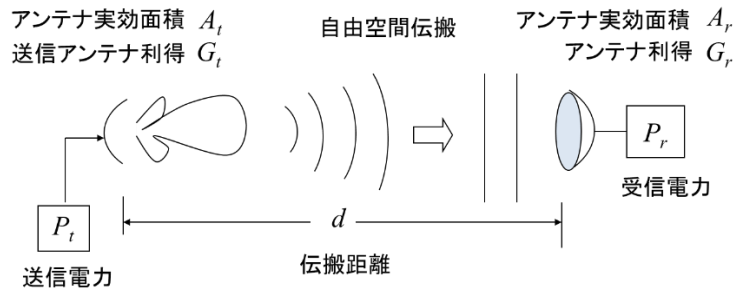 アンテナ実効面積 A_t
送信アンテナ利得 G_t
自由空間伝搬
アンテナ実効面積 A_r
アンテナ利得 G_r
P_r
受信電力
P_t
送信電力
d
伝搬距離